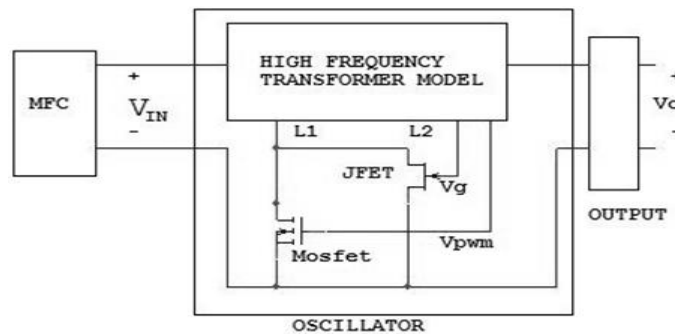 HIGH FREQUENCY
TRANSFORMER MODEL
MFC
+
VIN
-
L1
L2
JFET
Vg
Mosfet
Vpwm
+
-
OUTPUT
OSCILLATOR